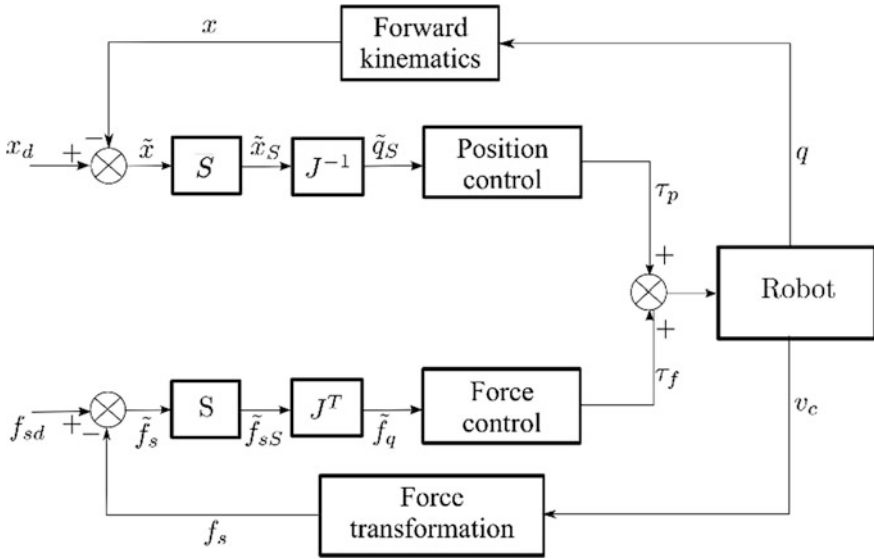 x
Forward
kinematics
x_d
+
−
x̃
S̄
x̃_S
J⁻¹
q̃_S
Position
control
τ_p
q
+
Robot
+
τ_f
f_sd
+
−
f̃_s
S
f̃_sS
Jᵀ
f̃_q
Force
control
v_c
f_s
Force
transformation